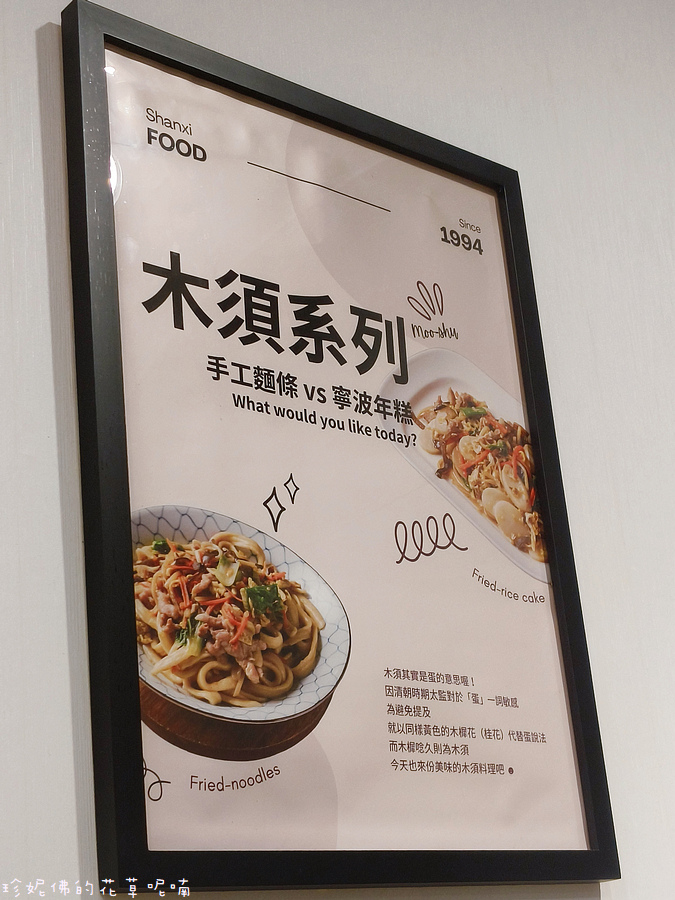 Shanxi
FOOD
Since
1994
木須系列
Moo-shu
手工麵條 vs 寧波年糕
What would you like today?
Fried-rice cake
木須其實是蛋的意思喔！
因清朝時期太監對於「蛋」一詞敏感
為避免提及
就以同樣黃色的木樨花（桂花）代替蛋說法
而木樨唸久則為木須
今天也來份美味的木須料理吧
Fried-noodles
珍妮佛的花草呢喃